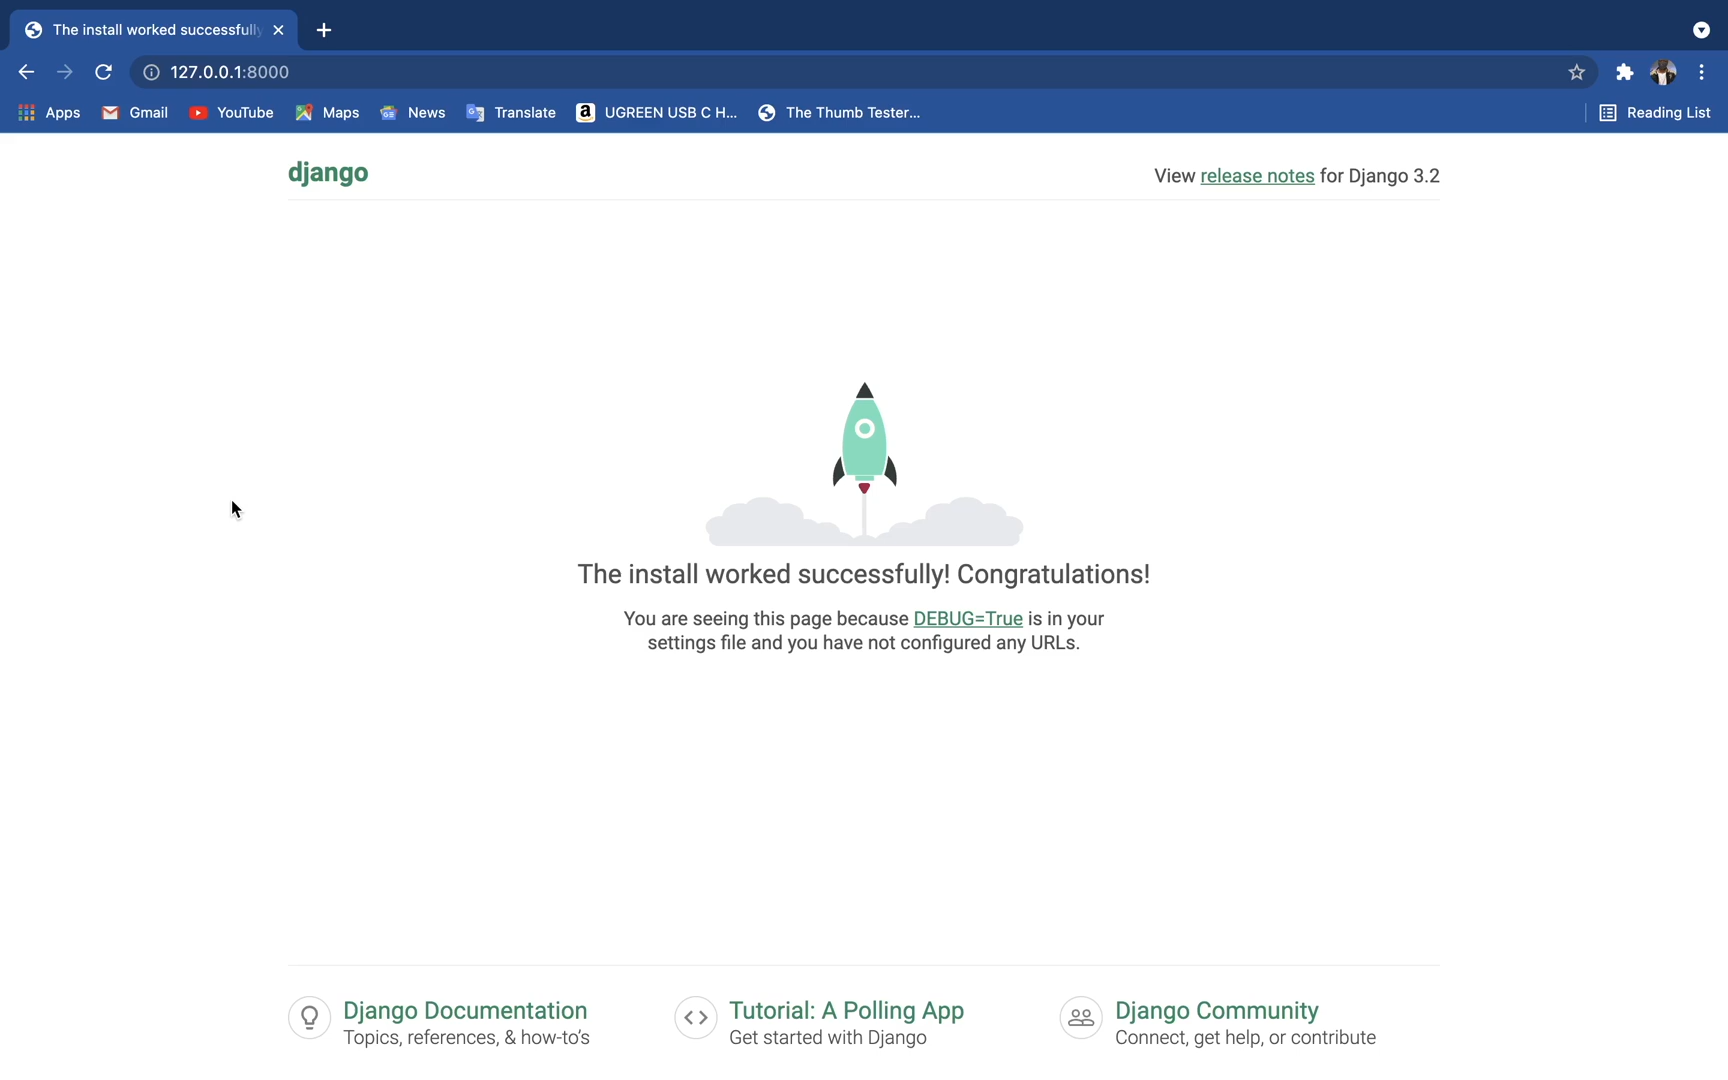 The install worked successfully
127.0.0.1:8000
Apps Gmail YouTube Maps News Translate UGREEN USB C H... The Thumb Tester... Reading List
django
View release notes for Django 3.2
The install worked successfully! Congratulations!
You are seeing this page because DEBUG=True is in your
settings file and you have not configured any URLs.
Django Documentation
Topics, references, & how-to's
Tutorial: A Polling App
Get started with Django
Django Community
Connect, get help, or contribute